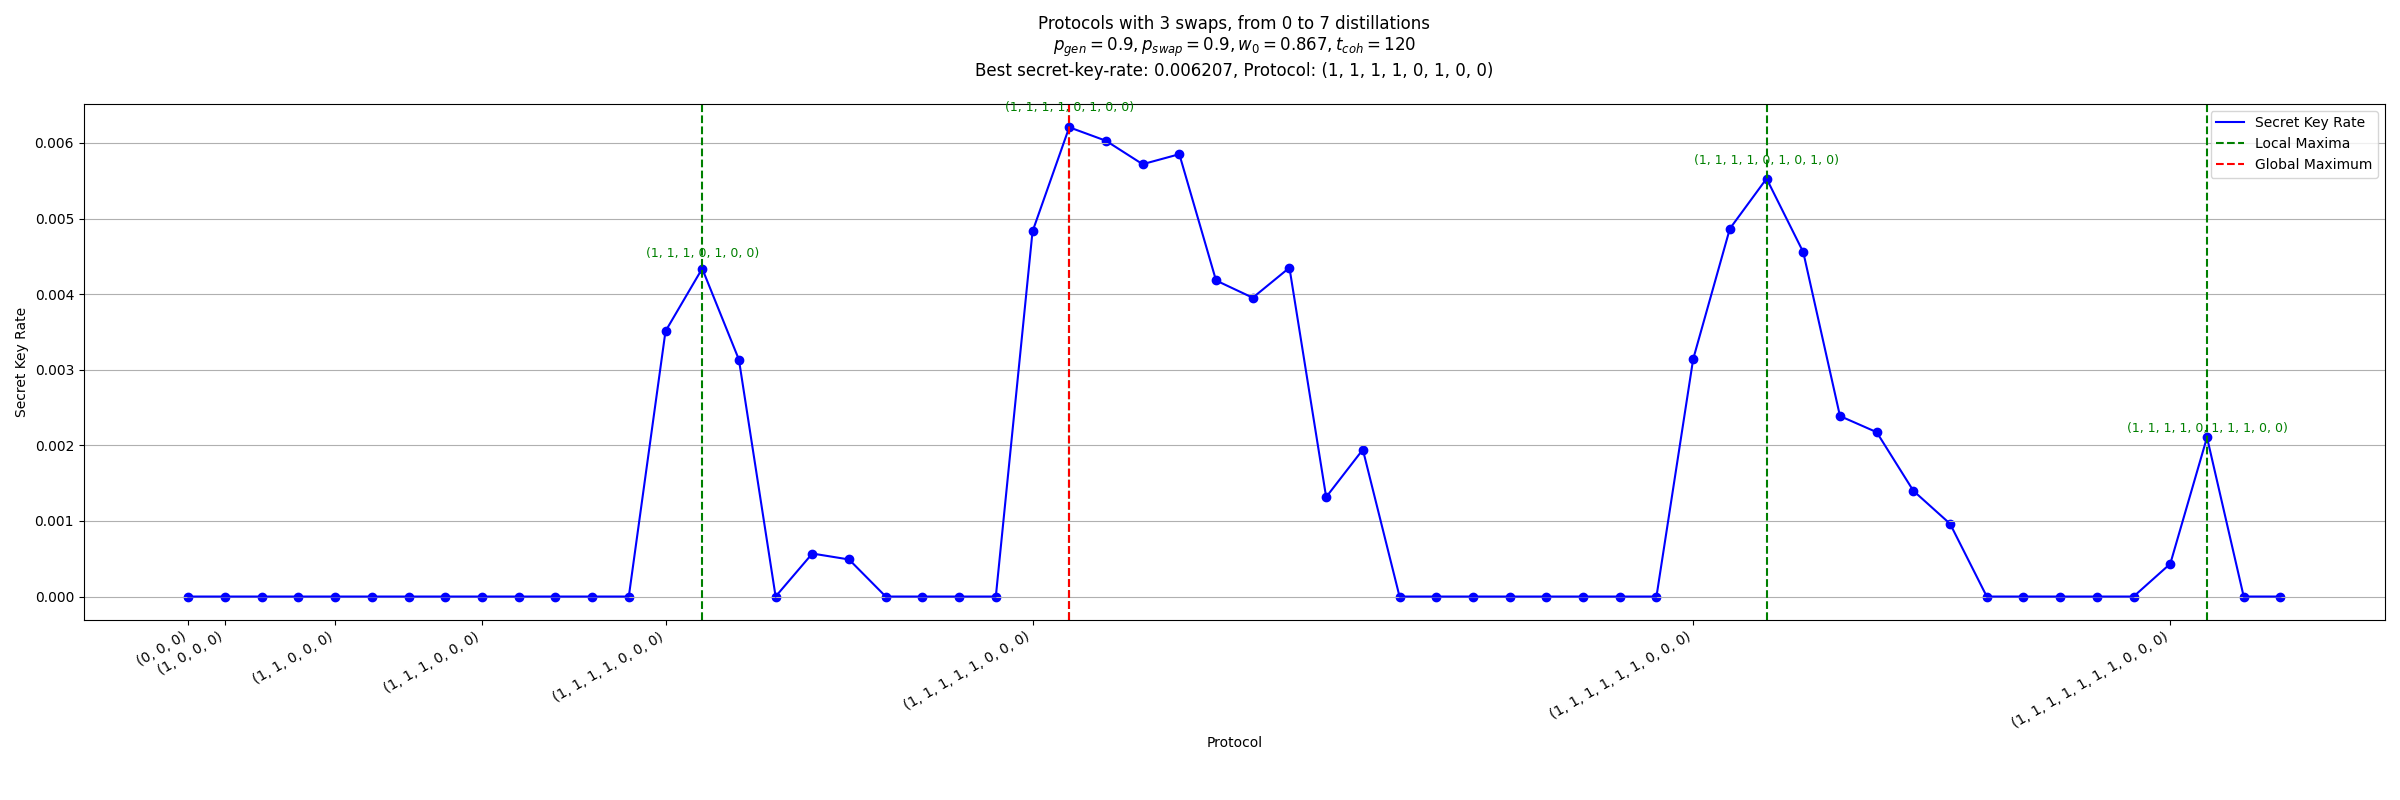 Protocols with 3 swaps, from 0 to 7 distillations
p_gen = 0.9, p_swap = 0.9, w_0 = 0.867, t_coh = 120
Best secret-key-rate: 0.006207, Protocol: (1, 1, 1, 1, 0, 1, 0, 0)
(1, 1, 1, 1, 0, 1, 0, 0)
Secret Key Rate
Local Maxima
Global Maximum
(1, 1, 1, 1, 0, 1, 0, 1, 0)
(1, 1, 1, 0, 1, 0, 0)
(1, 1, 1, 1, 0, 1, 1, 1, 0, 0)
0.006
0.005
0.004
0.003
0.002
0.001
0.000
Secret Key Rate
(0, 0, 0)
(1, 0, 0, 0)
(1, 1, 0, 0, 0)
(1, 1, 1, 0, 0, 0)
(1, 1, 1, 1, 0, 0, 0)
(1, 1, 1, 1, 1, 0, 0, 0)
(1, 1, 1, 1, 1, 1, 0, 0, 0)
(1, 1, 1, 1, 1, 1, 1, 0, 0, 0)
Protocol